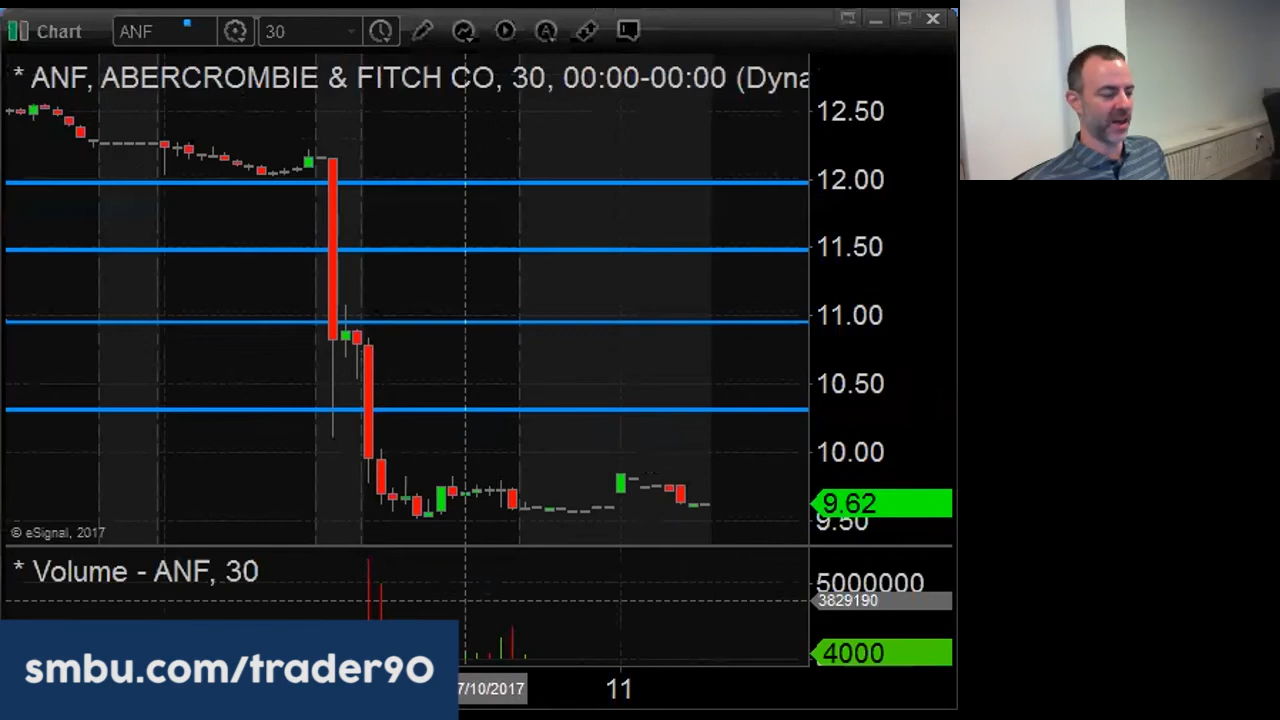 Chart
ANF
30
* ANF, ABERCROMBIE & FITCH CO, 30, 00:00-00:00 (Dyna
12.50
12.00
11.50
11.00
10.50
10.00
9.62
9.50
© eSignal, 2017
* Volume - ANF, 30
5000000
3829190
4000
smbu.com/trader90
7/10/2017
11